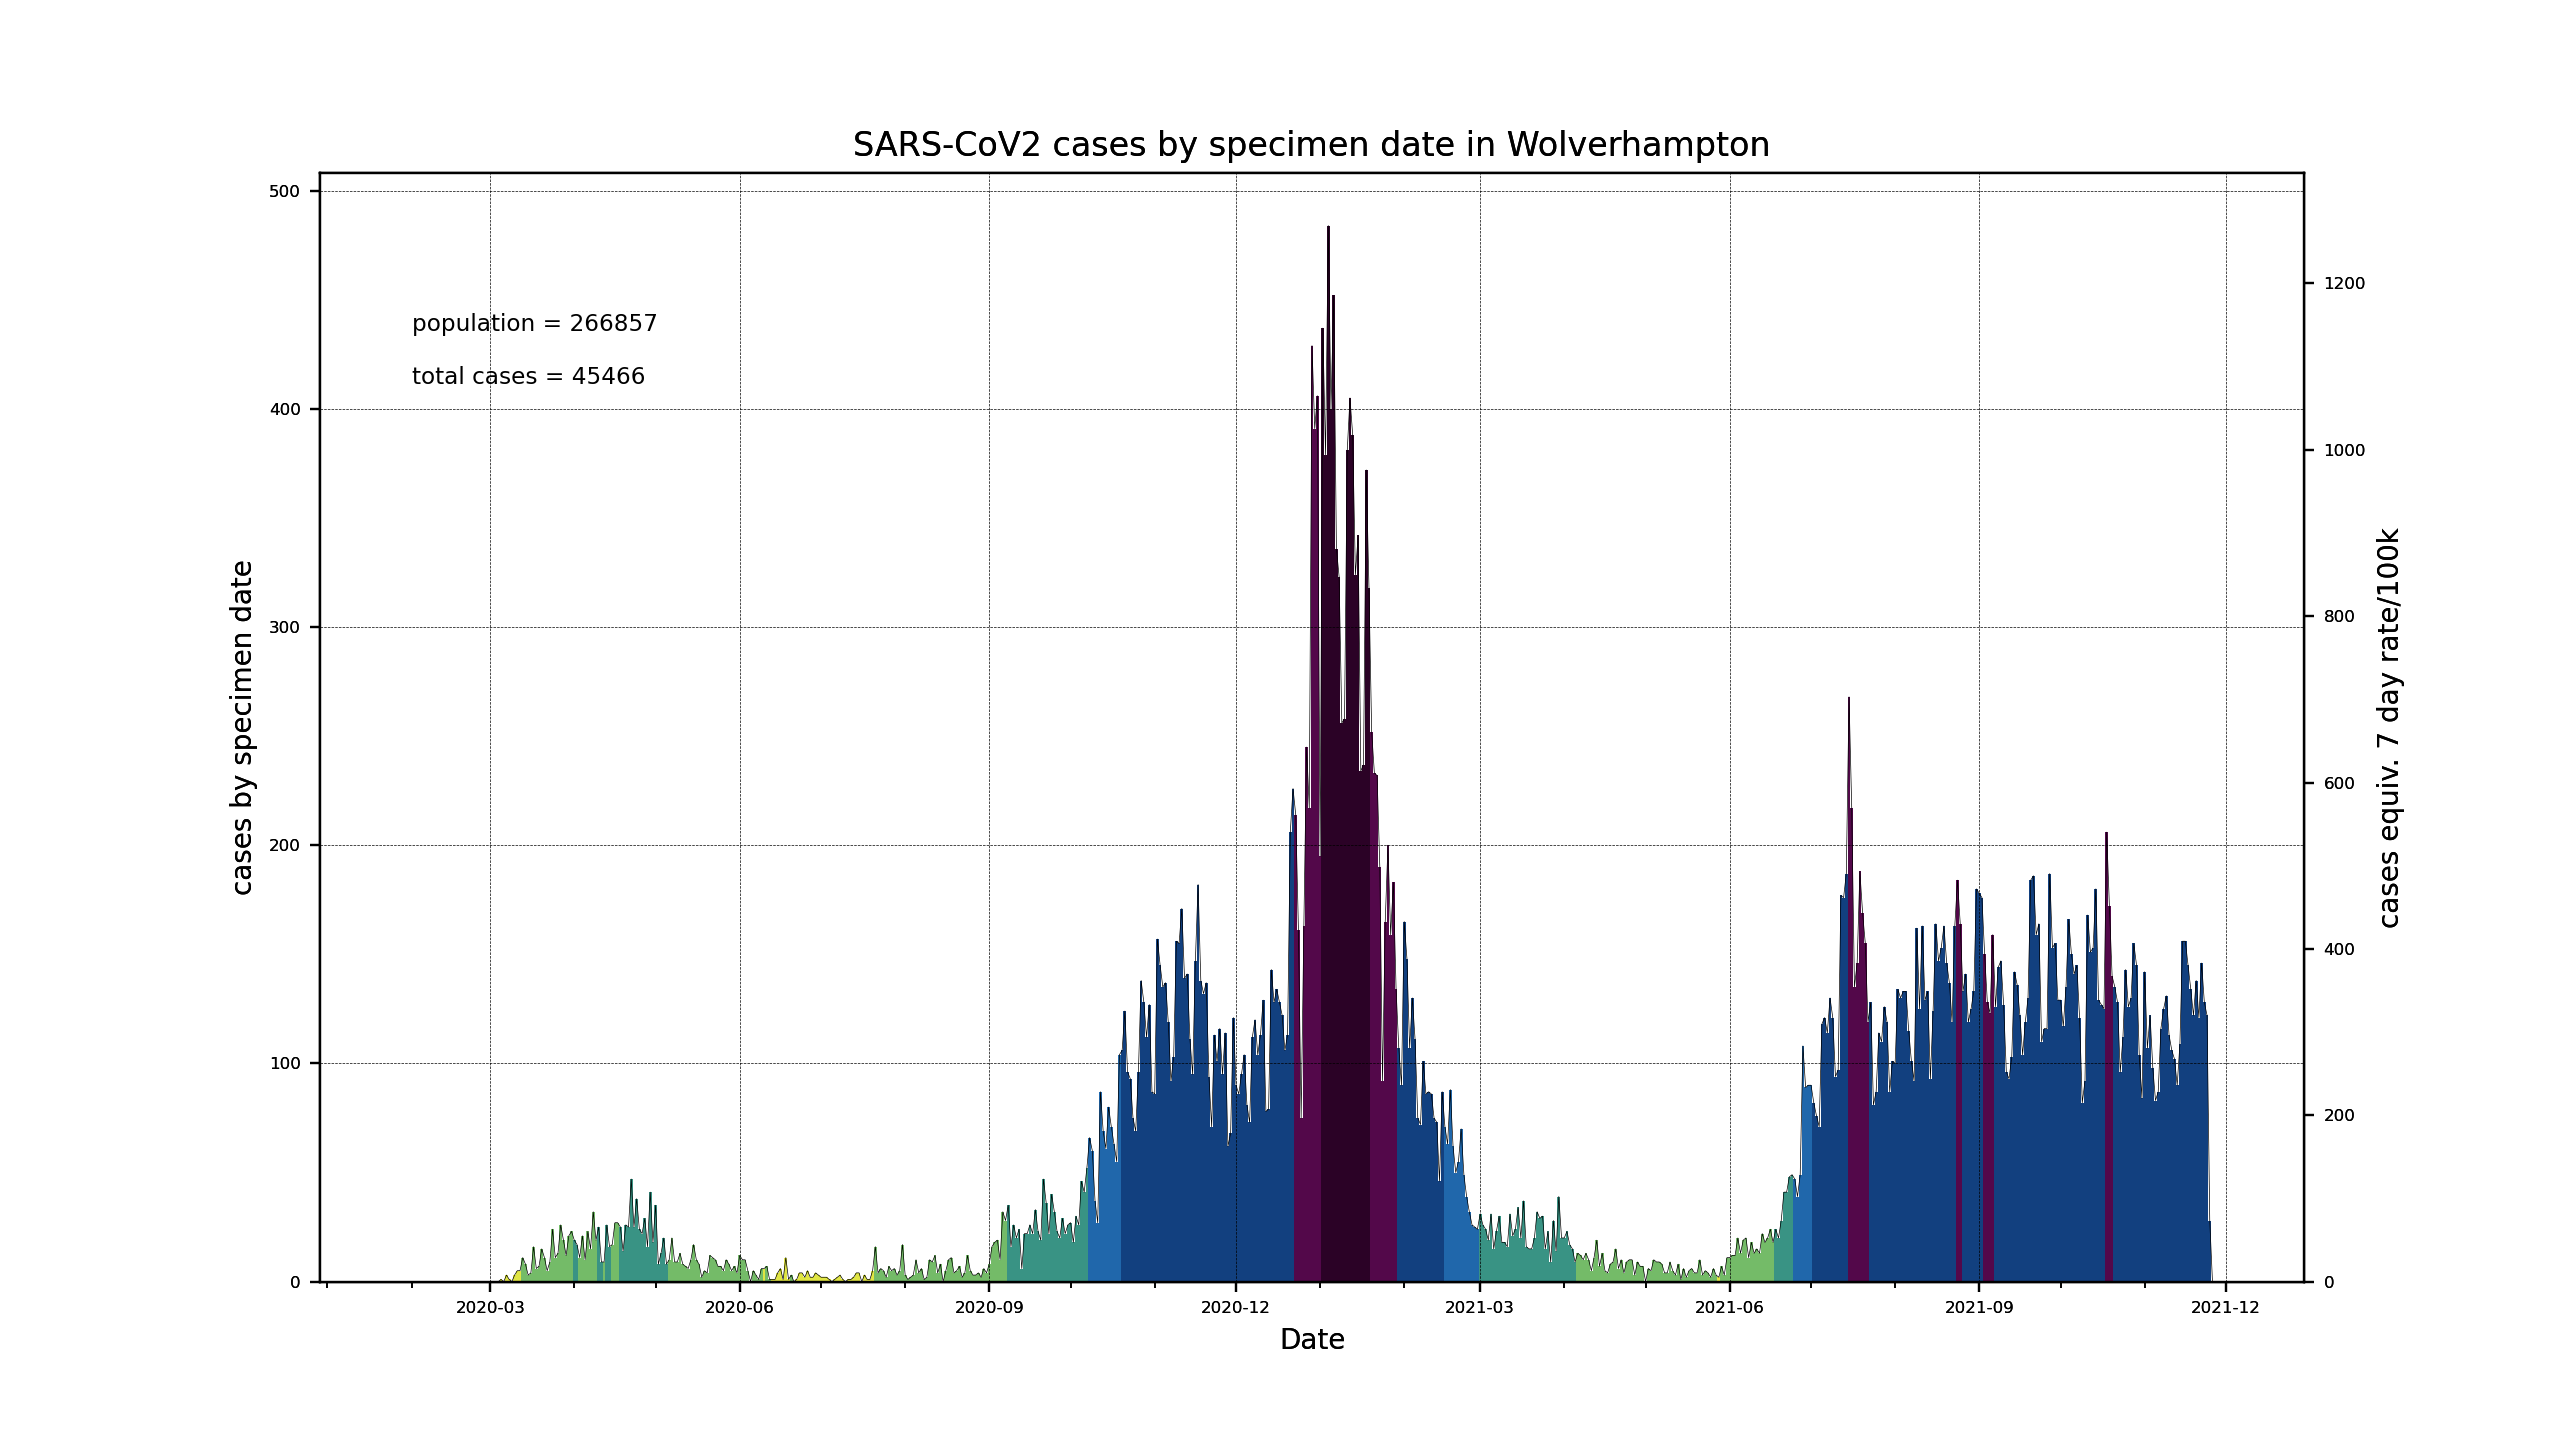 SARS-CoV2 cases by specimen date in Wolverhampton
500
400
300
200
100
0
cases by specimen date
population = 266857
total cases = 45466
1200
1000
800
600
400
200
0
cases equiv. 7 day rate/100k
2020-03 2020-06 2020-09 2020-12 2021-03 2021-06 2021-09 2021-12
Date